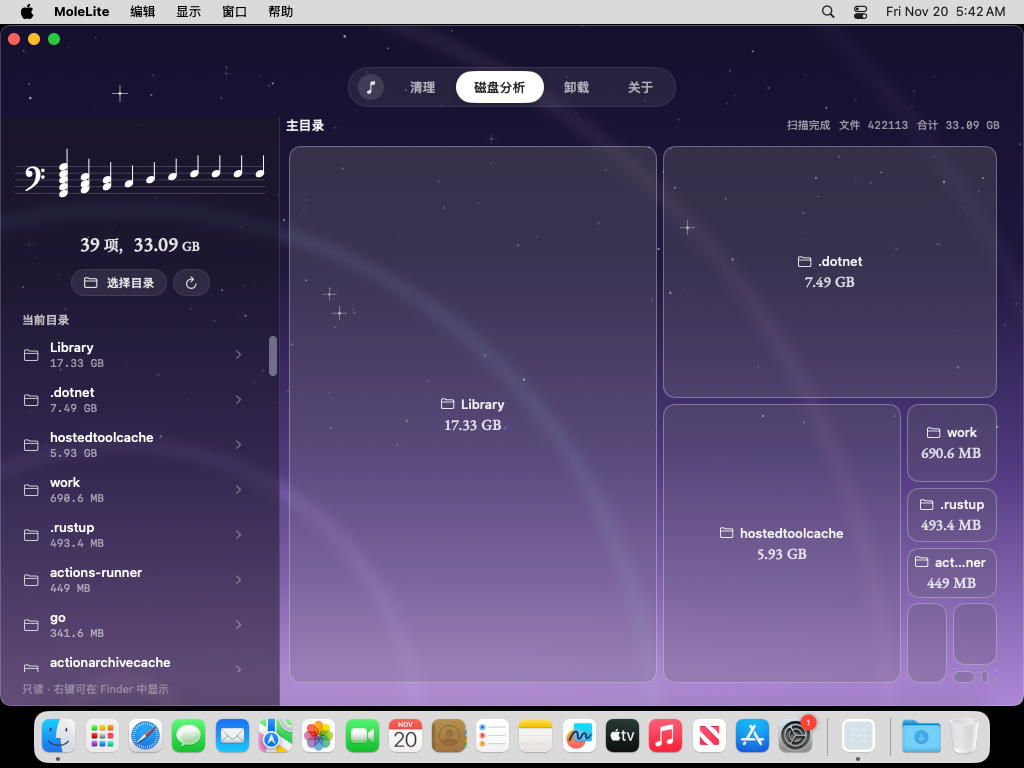 MoleLite 编辑 显示 窗口 帮助 Fri Nov 20 5:42 AM
清理 磁盘分析 卸载 关于
主目录 扫描完成 文件 422113 合计 33.09 GB
39 项, 33.09 GB
选择目录
当前目录
Library
17.33 GB
.dotnet
7.49 GB
hostedtoolcache
5.93 GB
work
690.6 MB
.rustup
493.4 MB
actions-runner
449 MB
go
341.6 MB
actionarchivecache
只读 · 右键可在 Finder 中显示
Library
17.33 GB
.dotnet
7.49 GB
hostedtoolcache
5.93 GB
work
690.6 MB
.rustup
493.4 MB
act...ner
449 MB
NOV
20
tv
1